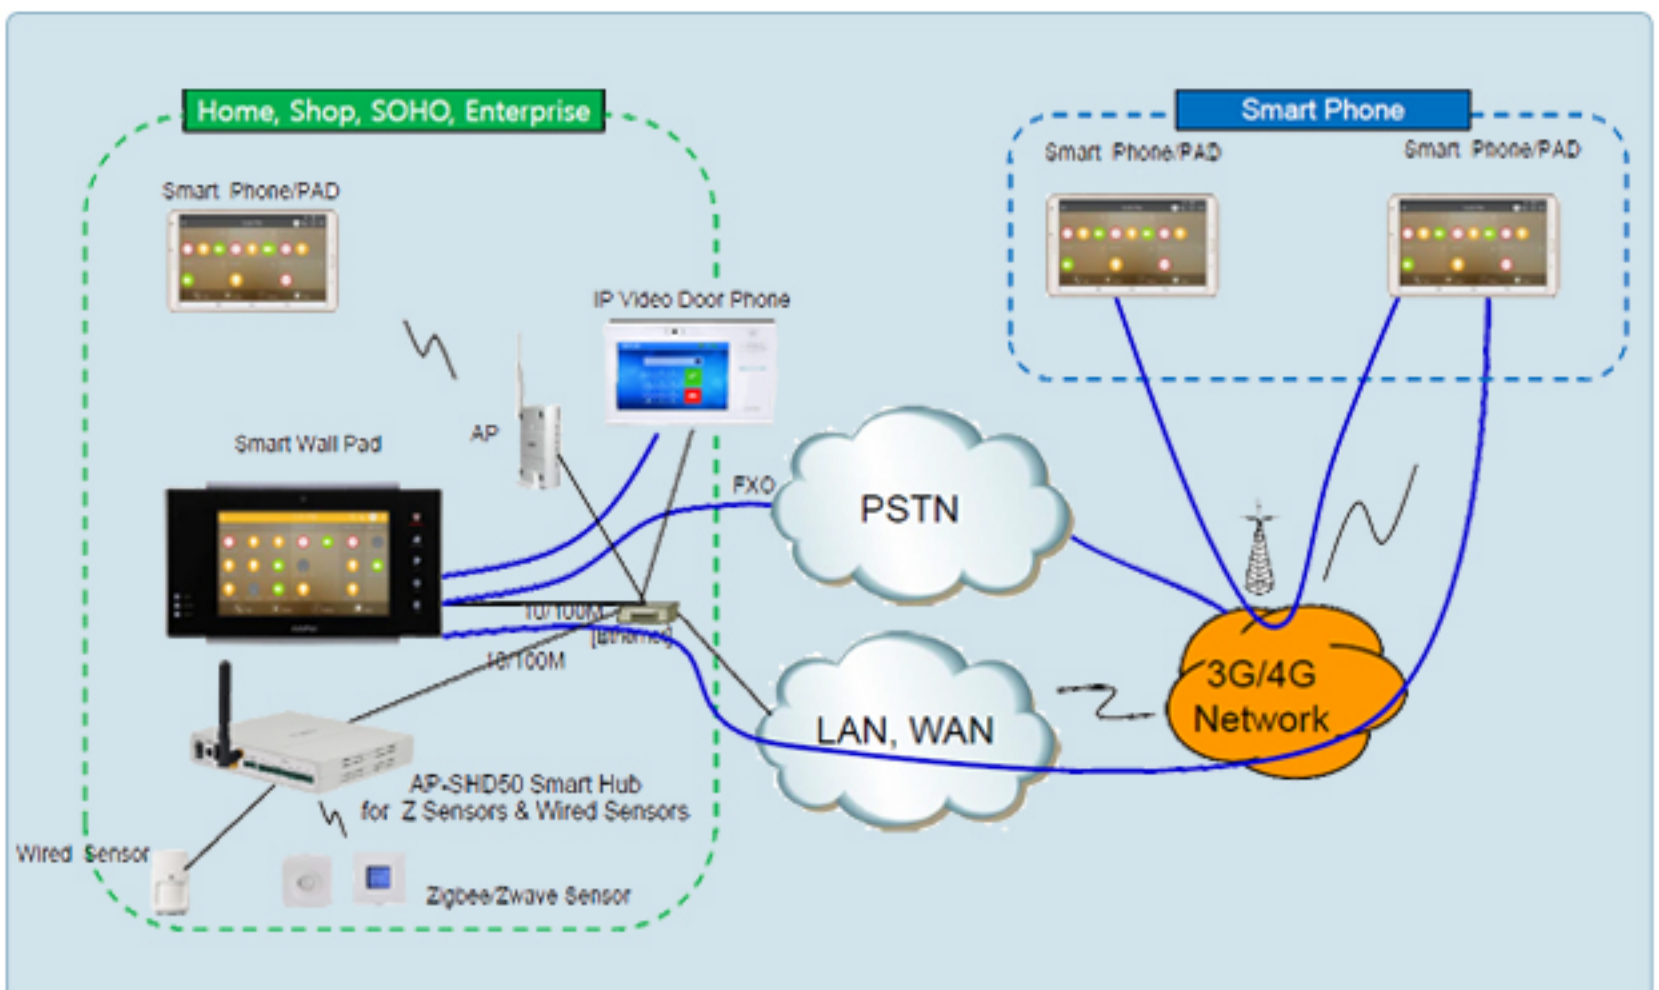 Home, Shop, SOHO, Enterprise
Smart Phone
Smart Phone/PAD
Smart Phone/PAD
Smart Phone/PAD
IP Video Door Phone
AP
Smart Wall Pad
FXO
PSTN
10/100M
[Ethernet]
10/100M
3G/4G
Network
LAN, WAN
AP-SHD50 Smart Hub
for Z Sensors & Wired Sensors
Wired Sensor
Zigbee/Zwave Sensor